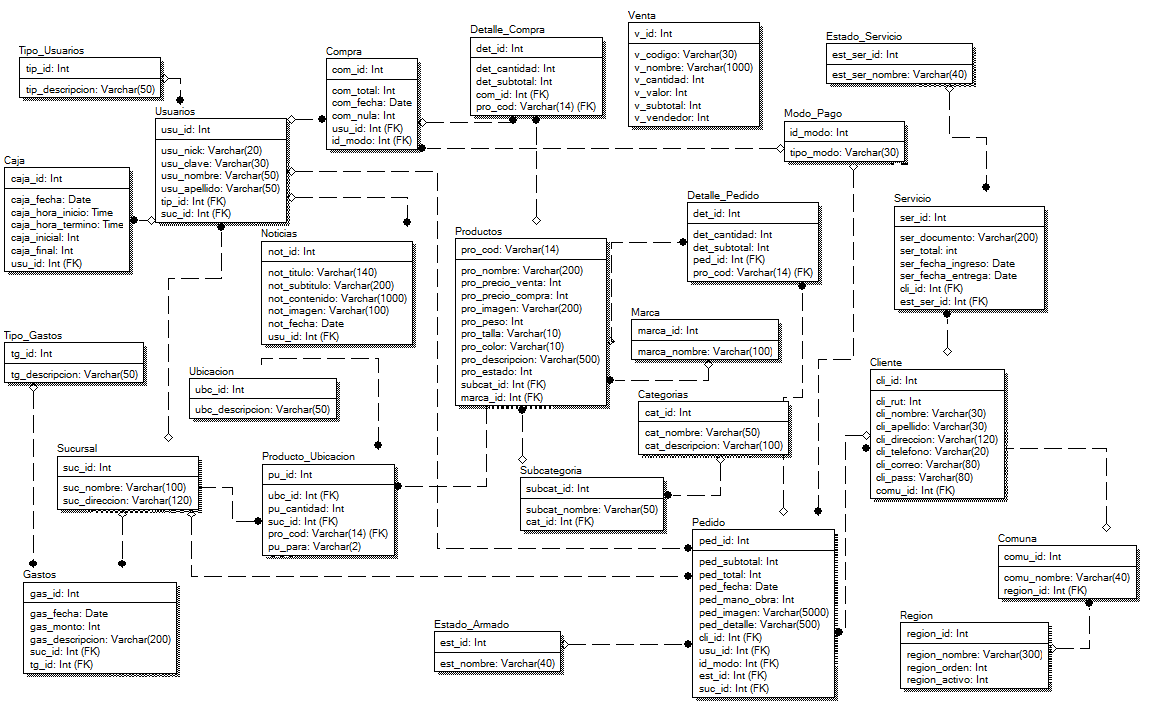 Tipo_Usuarios
tip_id: Int
tip_descripcion: Varchar(50)
Compra
com_id: Int
com_total: Int
com_fecha: Date
com_nula: Int
usu_id: Int (FK)
id_modo: Int (FK)
Detalle_Compra
det_id: Int
det_cantidad: Int
det_subtotal: Int
com_id: Int (FK)
pro_cod: Varchar(14) (FK)
Venta
v_id: Int
v_codigo: Varchar(30)
v_nombre: Varchar(1000)
v_cantidad: Int
v_valor: Int
v_subtotal: Int
v_vendedor: Int
Estado_Servicio
est_ser_id: Int
est_ser_nombre: Varchar(40)
Usuarios
usu_id: Int
usu_nick: Varchar(20)
usu_clave: Varchar(30)
usu_nombre: Varchar(50)
usu_apellido: Varchar(50)
tip_id: Int (FK)
suc_id: Int (FK)
Modo_Pago
id_modo: Int
tipo_modo: Varchar(30)
Caja
caja_id: Int
caja_fecha: Date
caja_hora_inicio: Time
caja_hora_termino: Time
caja_inicial: Int
caja_final: Int
usu_id: Int (FK)
Noticias
not_id: Int
not_titulo: Varchar(140)
not_subtitulo: Varchar(200)
not_contenido: Varchar(1000)
not_imagen: Varchar(100)
not_fecha: Date
usu_id: Int (FK)
Productos
pro_cod: Varchar(14)
pro_nombre: Varchar(200)
pro_precio_venta: Int
pro_precio_compra: Int
pro_imagen: Varchar(200)
pro_peso: Int
pro_talla: Varchar(10)
pro_color: Varchar(10)
pro_descripcion: Varchar(500)
pro_estado: Int
subcat_id: Int (FK)
marca_id: Int (FK)
Detalle_Pedido
det_id: Int
det_cantidad: Int
det_subtotal: Int
ped_id: Int (FK)
pro_cod: Varchar(14) (FK)
Servicio
ser_id: Int
ser_documento: Varchar(200)
ser_total: int
ser_fecha_ingreso: Date
ser_fecha_entrega: Date
cli_id: Int (FK)
est_ser_id: Int (FK)
Marca
marca_id: Int
marca_nombre: Varchar(100)
Tipo_Gastos
tg_id: Int
tg_descripcion: Varchar(50)
Ubicacion
ubc_id: Int
ubc_descripcion: Varchar(50)
Categorias
cat_id: Int
cat_nombre: Varchar(50)
cat_descripcion: Varchar(100)
Cliente
cli_id: Int
cli_rut: Int
cli_nombre: Varchar(30)
cli_apellido: Varchar(30)
cli_direccion: Varchar(120)
cli_telefono: Varchar(20)
cli_correo: Varchar(80)
cli_pass: Varchar(80)
comu_id: Int (FK)
Sucursal
suc_id: Int
suc_nombre: Varchar(100)
suc_direccion: Varchar(120)
Producto_Ubicacion
pu_id: Int
ubc_id: Int (FK)
pu_cantidad: Int
suc_id: Int (FK)
pro_cod: Varchar(14) (FK)
pu_para: Varchar(2)
Subcategoria
subcat_id: Int
subcat_nombre: Varchar(50)
cat_id: Int (FK)
Pedido
ped_id: Int
ped_subtotal: Int
ped_total: Int
ped_fecha: Date
ped_mano_obra: Int
ped_imagen: Varchar(5000)
ped_detalle: Varchar(500)
cli_id: Int (FK)
usu_id: Int (FK)
id_modo: Int (FK)
est_id: Int (FK)
suc_id: Int (FK)
Comuna
comu_id: Int
comu_nombre: Varchar(40)
region_id: Int (FK)
Gastos
gas_id: Int
gas_fecha: Date
gas_monto: Int
gas_descripcion: Varchar(200)
suc_id: Int (FK)
tg_id: Int (FK)
Estado_Armado
est_id: Int
est_nombre: Varchar(40)
Region
region_id: Int
region_nombre: Varchar(300)
region_orden: Int
region_activo: Int